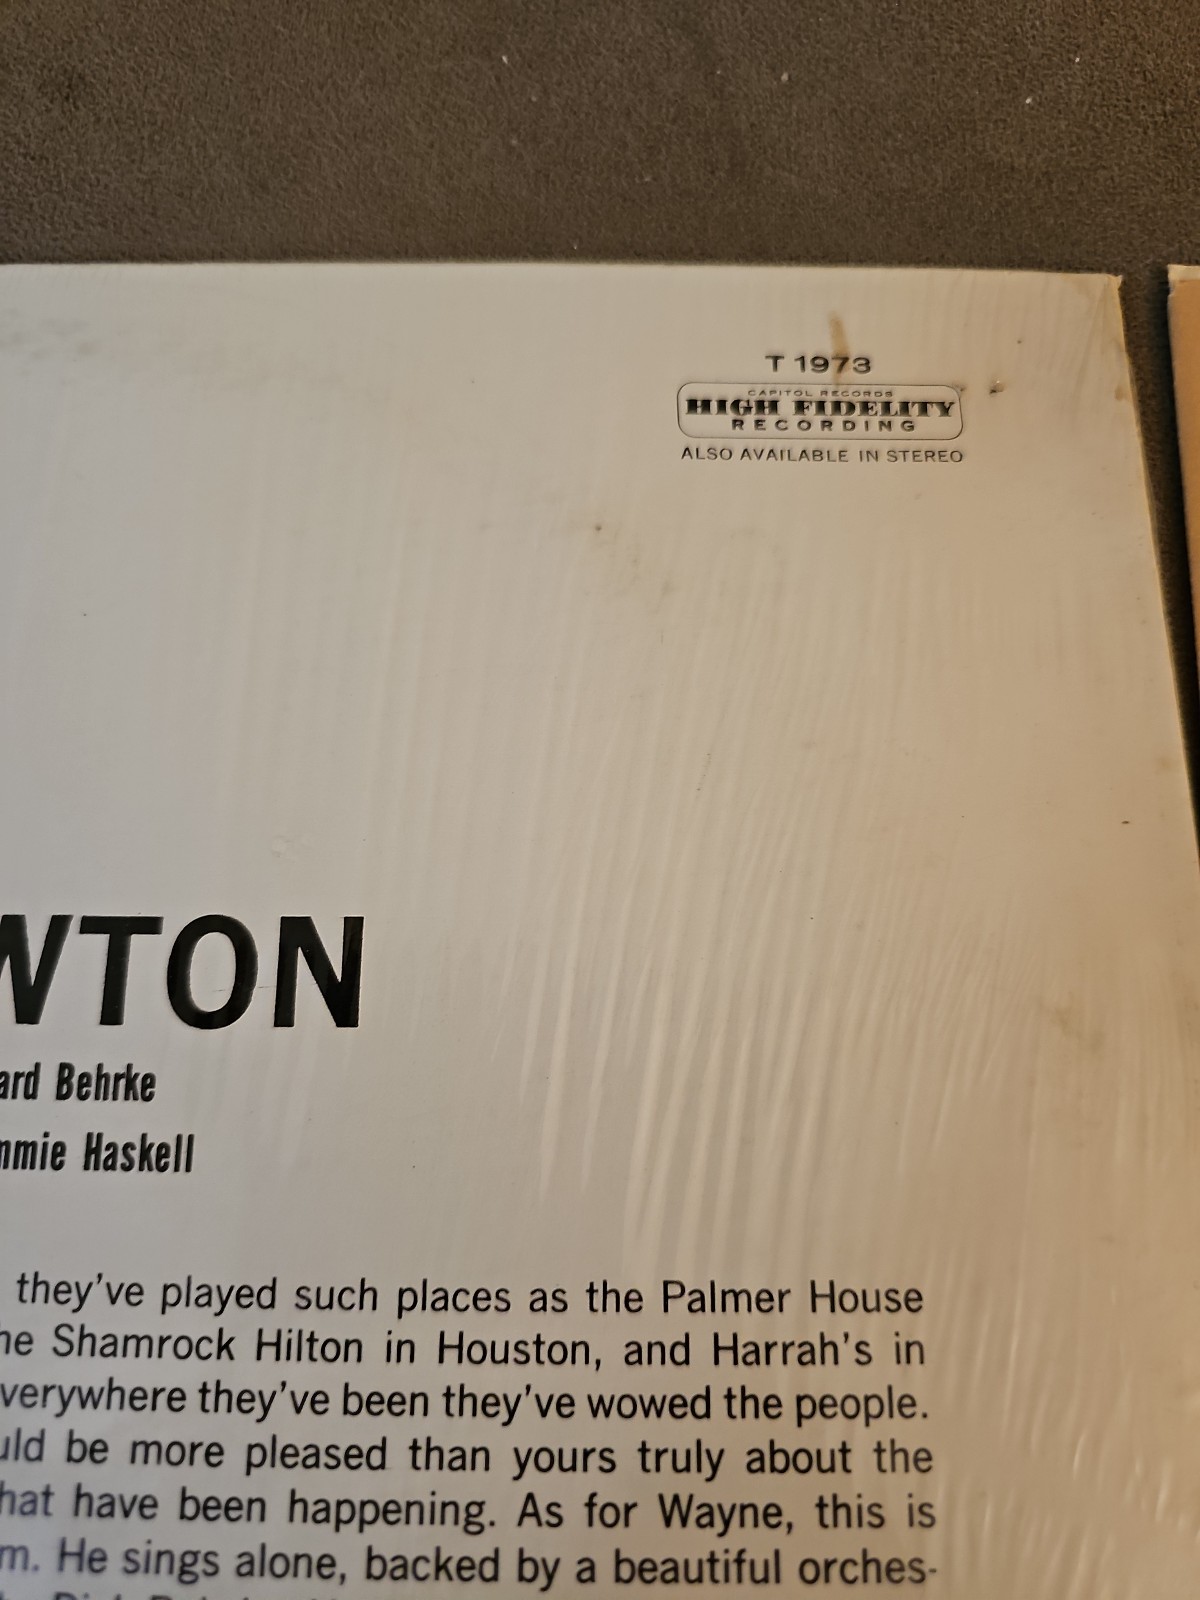 T 1973
CAPITOL RECORDS
HIGH FIDELITY
RECORDING
ALSO AVAILABLE IN STEREO
WTON
ard Behrke
mmie Haskell
they've played such places as the Palmer House
he Shamrock Hilton in Houston, and Harrah's in
verywhere they've been they've wowed the people.
uld be more pleased than yours truly about the
hat have been happening. As for Wayne, this is
m. He sings alone, backed by a beautiful orches-